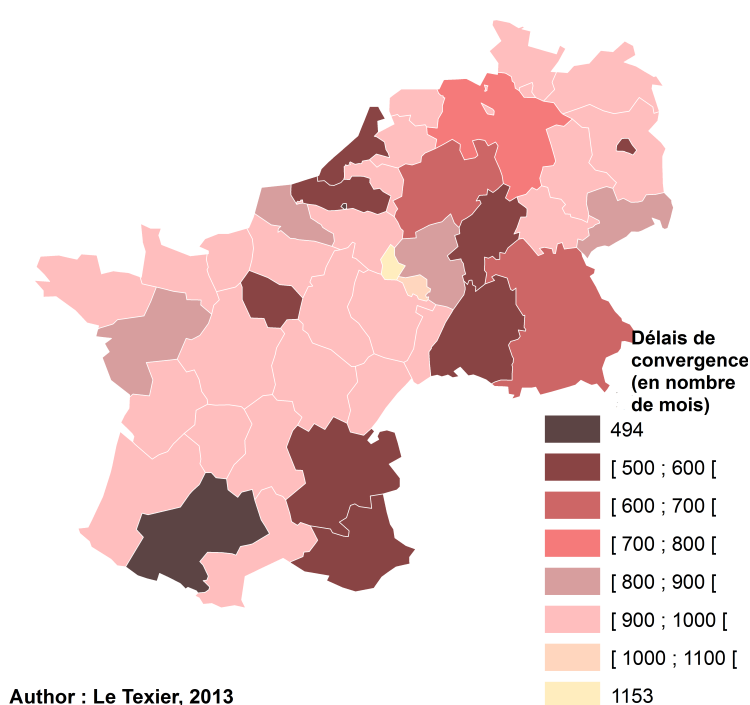 Délais de
convergence
(en nombre
de mois)
494
[ 500 ; 600 [
[ 600 ; 700 [
[ 700 ; 800 [
[ 800 ; 900 [
[ 900 ; 1000 [
[ 1000 ; 1100 [
1153
Author : Le Texier, 2013